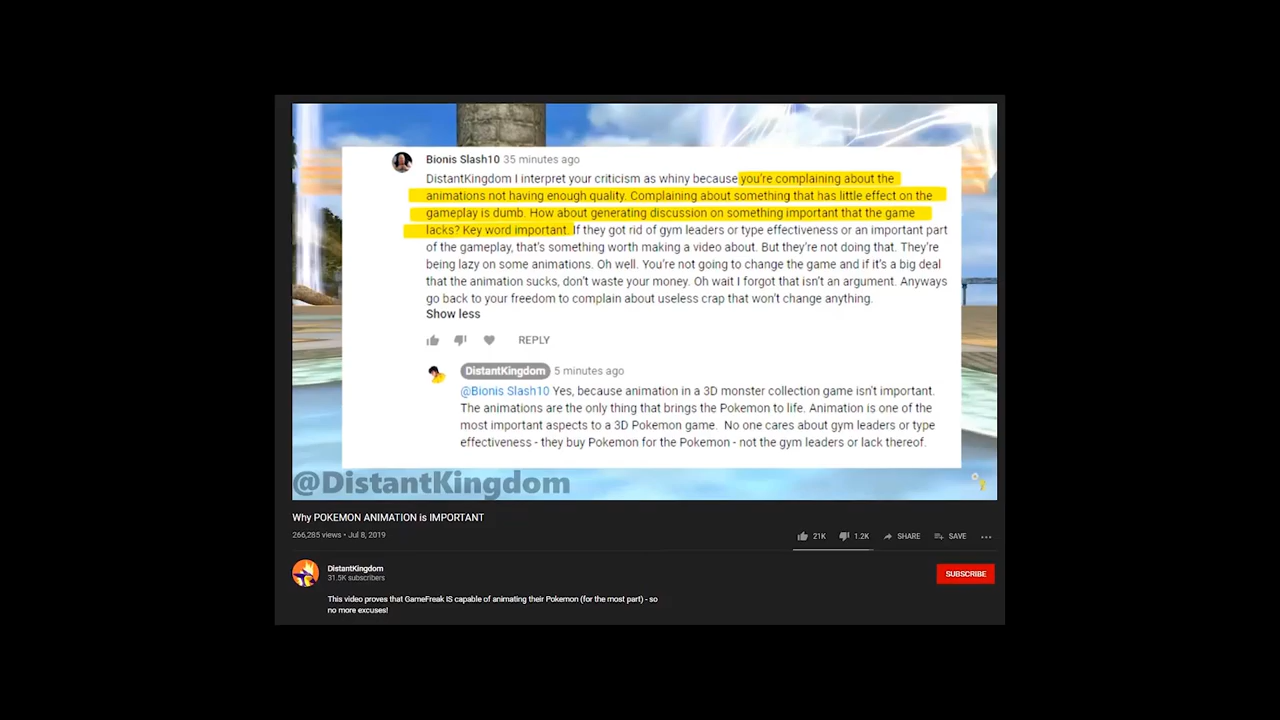 Bionis Slash10 35 minutes ago
DistantKingdom I interpret your criticism as whiny because you're complaining about the
animations not having enough quality. Complaining about something that has little effect on the
gameplay is dumb. How about generating discussion on something important that the game
lacks? Key word important. If they got rid of gym leaders or type effectiveness or an important part
of the gameplay, that's something worth making a video about. But they're not doing that. They're
being lazy on some animations. Oh well. You're not going to change the game and if it's a big deal
that the animation sucks, don't waste your money. Oh wait I forgot that isn't an argument. Anyways
go back to your freedom to complain about useless crap that won't change anything.
Show less
REPLY
DistantKingdom 5 minutes ago
@Bionis Slash10 Yes, because animation in a 3D monster collection game isn't important.
The animations are the only thing that brings the Pokemon to life. Animation is one of the
most important aspects to a 3D Pokemon game. No one cares about gym leaders or type
effectiveness - they buy Pokemon for the Pokemon - not the gym leaders or lack thereof.
@DistantKingdom
Why POKEMON ANIMATION is IMPORTANT
266,285 views • Jul 8, 2019
21K 1.2K SHARE SAVE
DistantKingdom
31.5K subscribers
SUBSCRIBE
This video proves that GameFreak IS capable of animating their Pokemon (for the most part) - so
no more excuses!